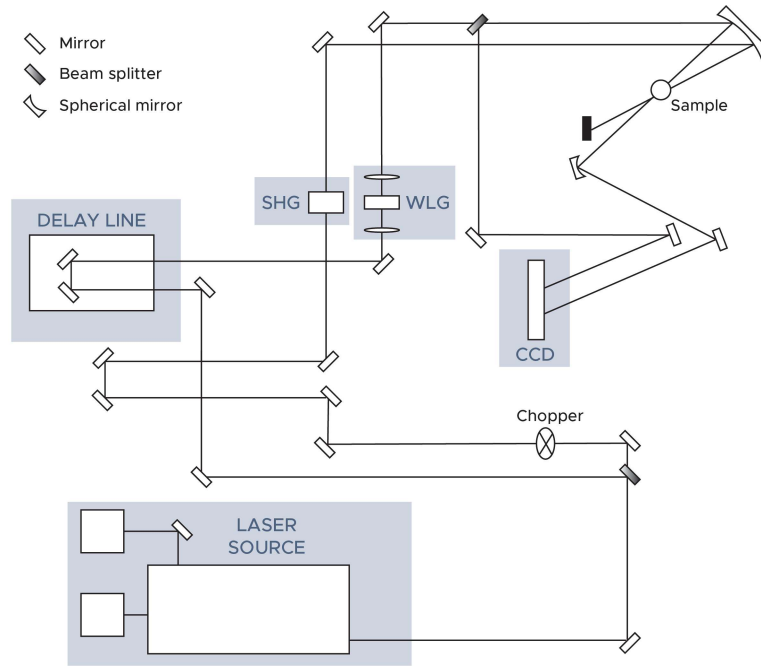 Mirror
Beam splitter
Spherical mirror
Sample
SHG
WLG
DELAY LINE
CCD
Chopper
LASER
SOURCE